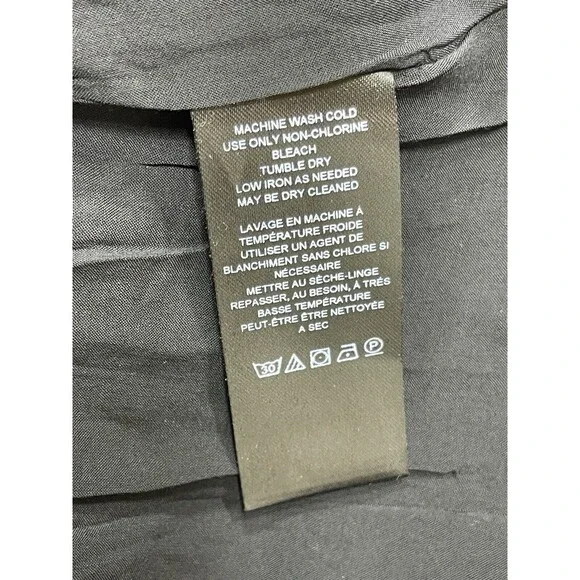 MACHINE WASH COLD
USE ONLY NON-CHLORINE
BLEACH
TUMBLE DRY
LOW IRON AS NEEDED
MAY BE DRY CLEANED
LAVAGE EN MACHINE À
TEMPÉRATURE FROIDE
UTILISER UN AGENT DE
BLANCHIMENT SANS CHLORE SI
NÉCESSAIRE
METTRE AU SÈCHE-LINGE
REPASSER, AU BESOIN, À TRÈS
BASSE TEMPÉRATURE
PEUT-ÊTRE ÊTRE NETTOYÉE
A SEC
30 P